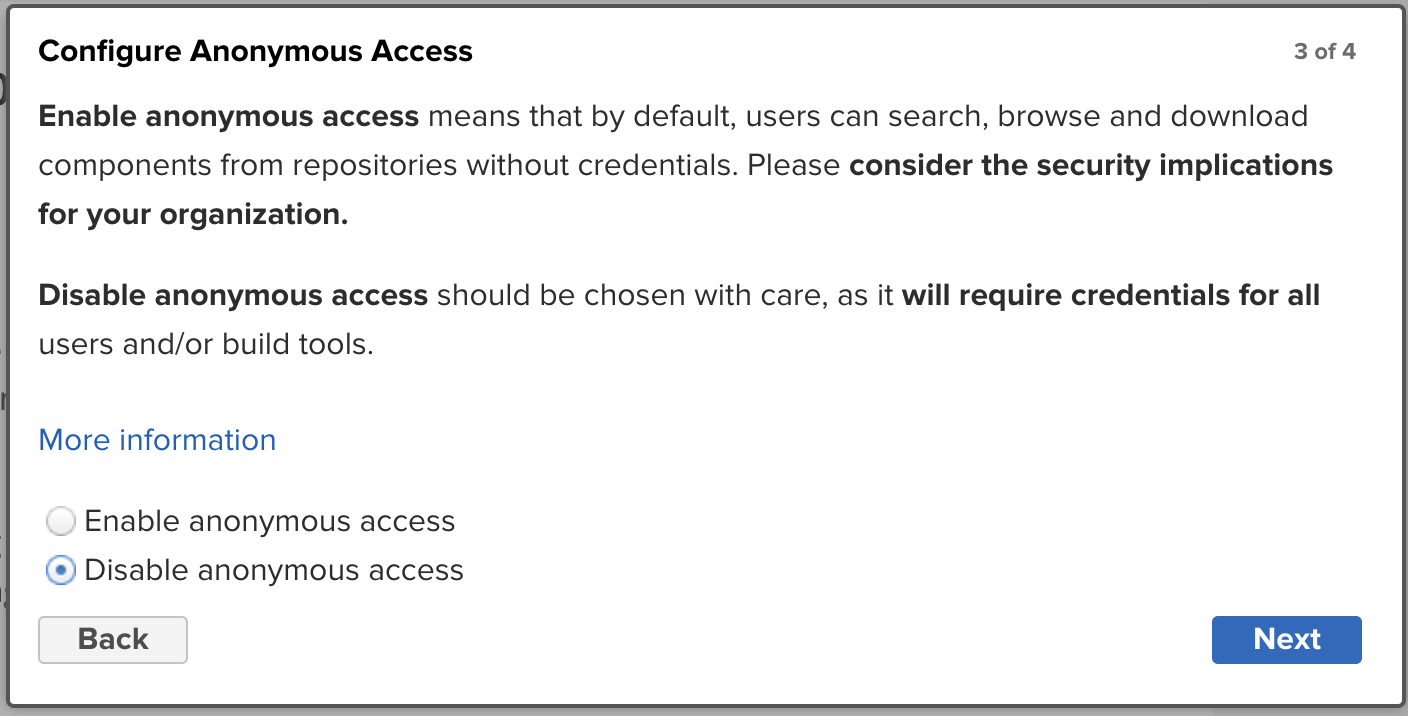 Configure Anonymous Access
3 of 4
Enable anonymous access means that by default, users can search, browse and download
components from repositories without credentials. Please consider the security implications
for your organization.
Disable anonymous access should be chosen with care, as it will require credentials for all
users and/or build tools.
More information
Enable anonymous access
Disable anonymous access
Back
Next